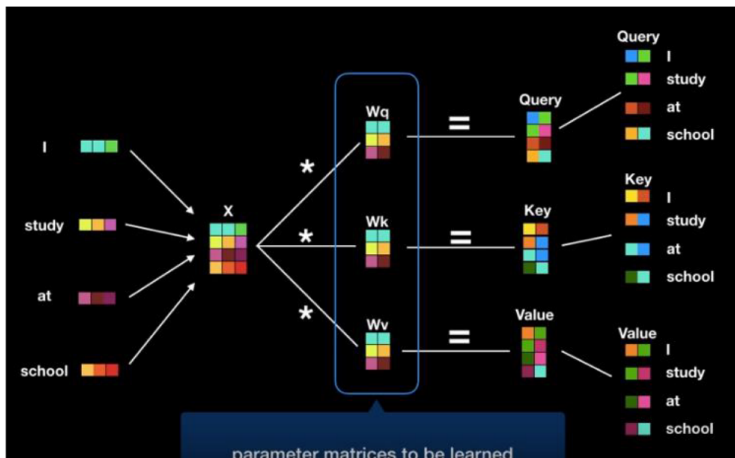 I
study
at
school
X
*
*
*
Wq
Wk
Wv
=
=
=
Query
Key
Value
Query
I
study
at
school
Key
I
study
at
school
Value
I
study
at
school
parameter matrices to be learned